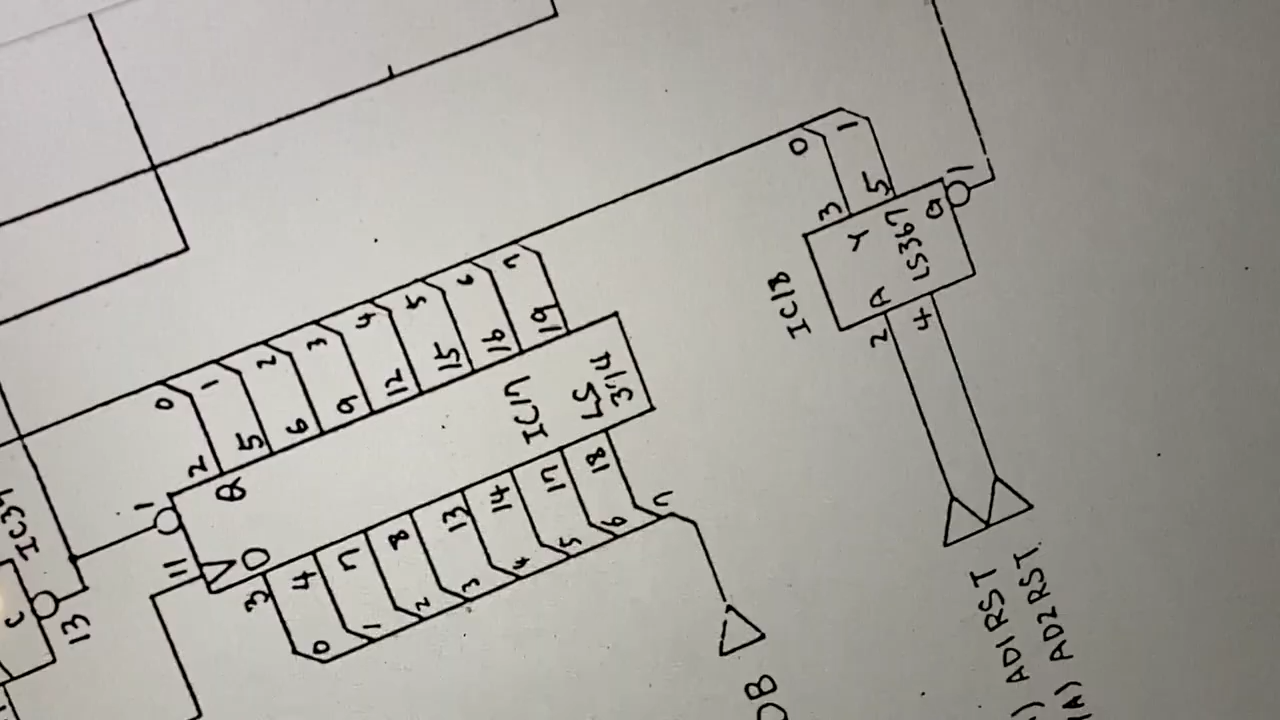 0 1
3 5
Y LS367 G 1
IC18
A
2 4
0 1 2 3 4 5 6 7
2 5 6 9 12 15 16 19
IC17 LS 374
Q
1
11
D
3 4 7 8 13 14 17 18
0 1 2 3 4 5 6 7
C
13
AD1RST
(A) AD2RST